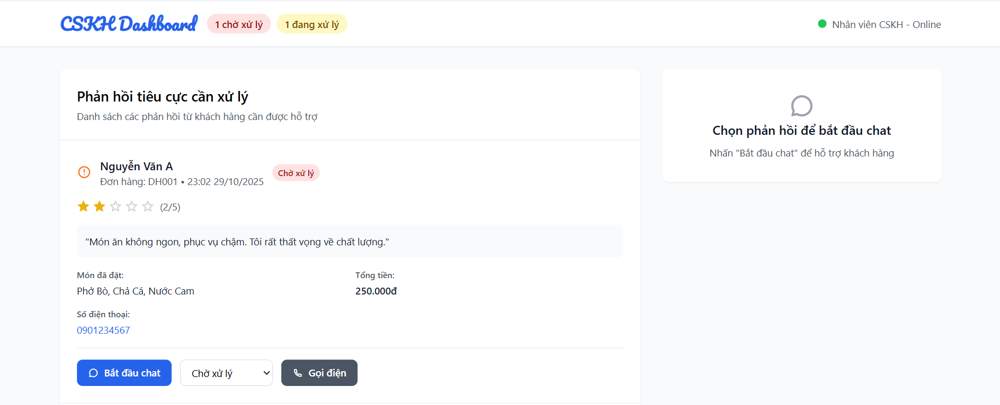 CSKH Dashboard 1 chờ xử lý 1 đang xử lý Nhân viên CSKH - Online
Phản hồi tiêu cực cần xử lý
Danh sách các phản hồi từ khách hàng cần được hỗ trợ
Nguyễn Văn A
Đơn hàng: DH001 • 23:02 29/10/2025
Chờ xử lý
(2/5)
"Món ăn không ngon, phục vụ chậm. Tôi rất thất vọng về chất lượng."
Món đã đặt:
Phở Bò, Chả Cá, Nước Cam
Tổng tiền:
250.000đ
Số điện thoại:
0901234567
Bắt đầu chat Chờ xử lý Gọi điện
Chọn phản hồi để bắt đầu chat
Nhấn "Bắt đầu chat" để hỗ trợ khách hàng